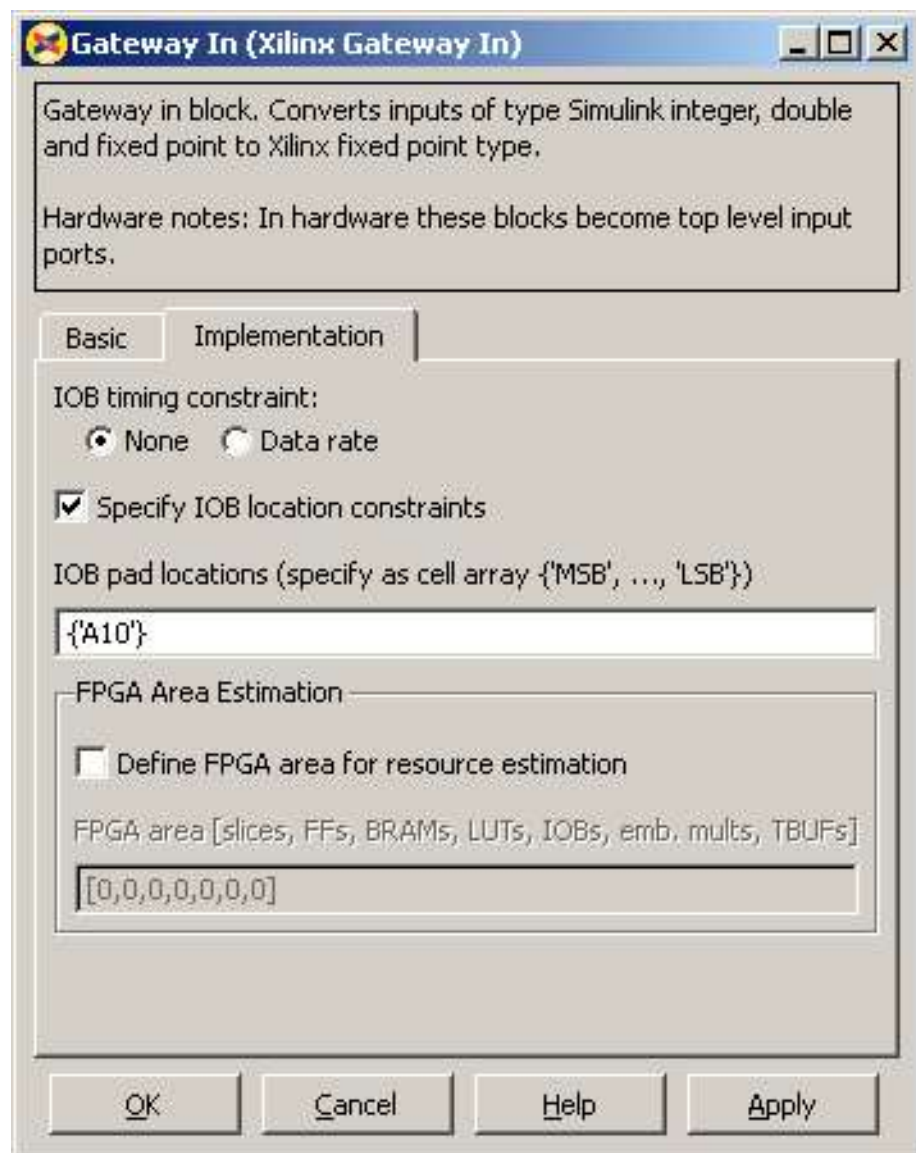 Gateway In (Xilinx Gateway In)
Gateway in block. Converts inputs of type Simulink integer, double
and fixed point to Xilinx fixed point type.
Hardware notes: In hardware these blocks become top level input
ports.
Basic Implementation
IOB timing constraint:
None Data rate
Specify IOB location constraints
IOB pad locations (specify as cell array {'MSB', ..., 'LSB'})
{'A10'}
FPGA Area Estimation
Define FPGA area for resource estimation
FPGA area [slices, FFs, BRAMs, LUTs, IOBs, emb. mults, TBUFs]
[0,0,0,0,0,0,0]
OK Cancel Help Apply